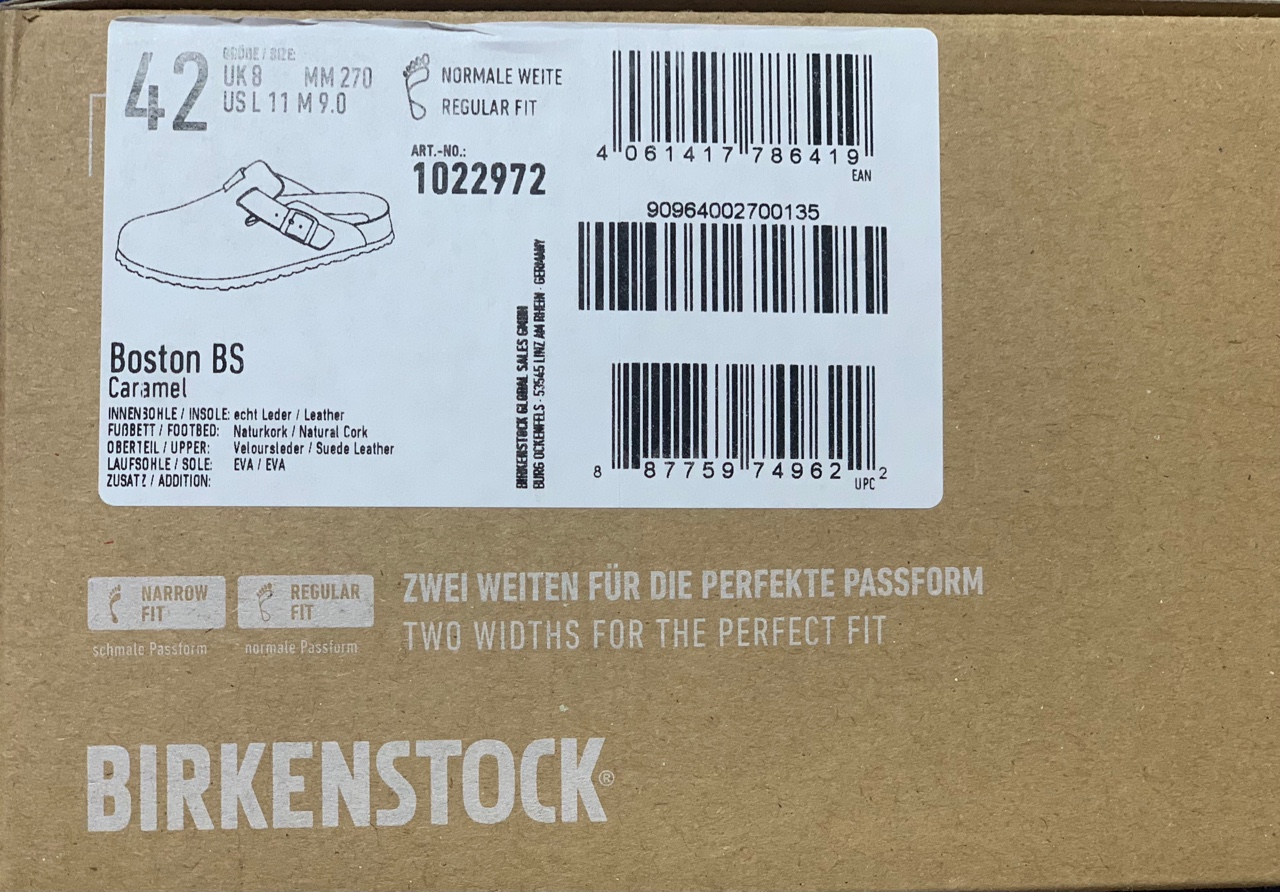 42
GRÖßE / SIZE:
UK 8 MM 270
US L 11 M 9.0
NORMALE WEITE
REGULAR FIT
ART.-NO.:
1022972
4 061417 786419
EAN
90964002700135
8 87759 74962 2
UPC
BIRKENSTOCK GLOBAL SALES GMBH
BURG OCKENFELS · 53545 LINZ AM RHEIN · GERMANY
Boston BS
Caramel
INNENSOHLE / INSOLE: echt Leder / Leather
FUßBETT / FOOTBED: Naturkork / Natural Cork
OBERTEIL / UPPER: Veloursleder / Suede Leather
LAUFSOHLE / SOLE: EVA / EVA
ZUSATZ / ADDITION:
NARROW
FIT
schmale Passform
REGULAR
FIT
normale Passform
ZWEI WEITEN FÜR DIE PERFEKTE PASSFORM
TWO WIDTHS FOR THE PERFECT FIT
BIRKENSTOCK®